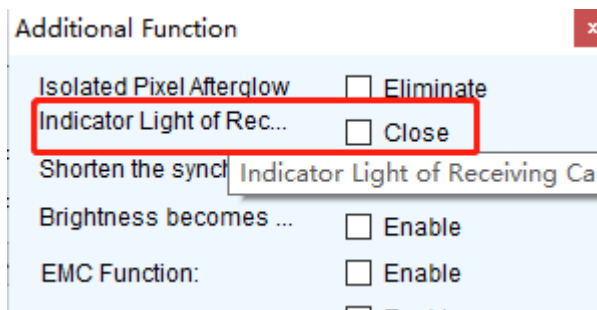 Additional Function
x
Isolated Pixel Afterglow Eliminate
Indicator Light of Rec... Close
Shorten the syncl
Indicator Light of Receiving Ca
Brightness becomes ... Enable
EMC Function: Enable